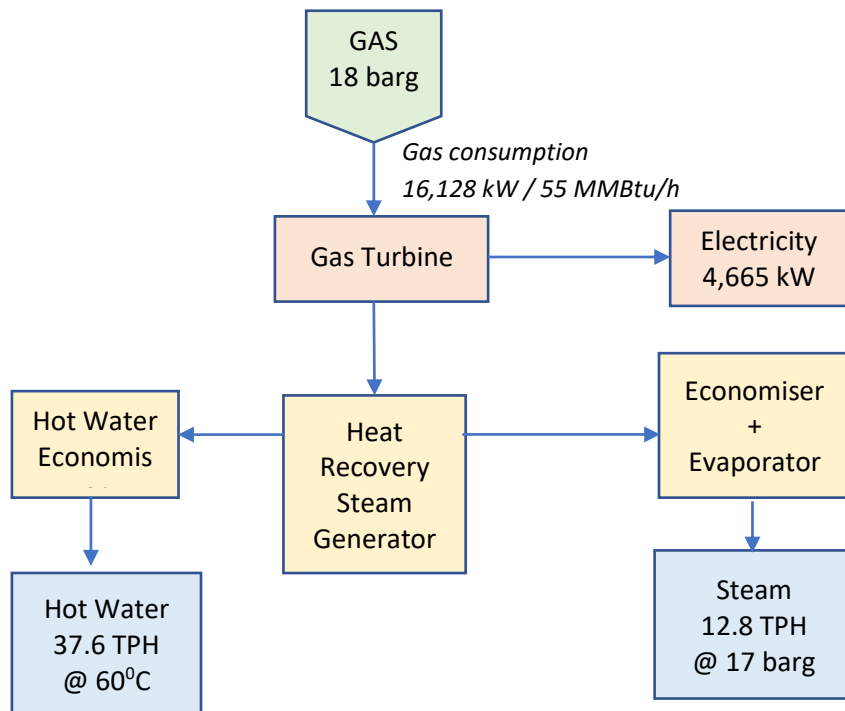 GAS
18 barg
Gas consumption
16,128 kW / 55 MMBtu/h
Gas Turbine
Electricity
4,665 kW
Hot Water
Economis
Heat
Recovery
Steam
Generator
Economiser
+
Evaporator
Hot Water
37.6 TPH
@ 60⁰C
Steam
12.8 TPH
@ 17 barg